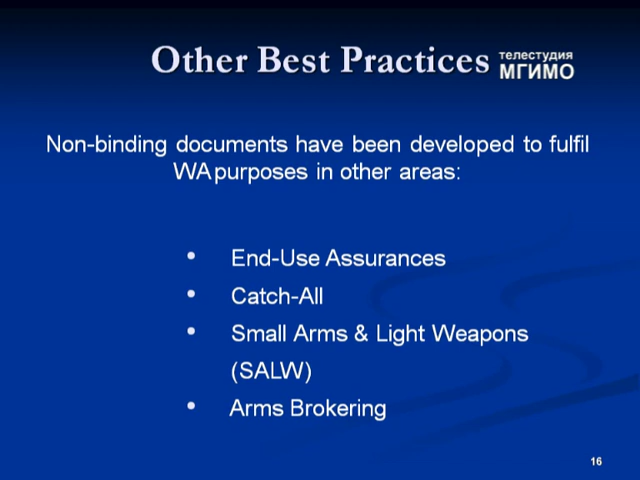 Other Best Practices
телестудия
МГИМО
Non-binding documents have been developed to fulfil
WA purposes in other areas:
• End-Use Assurances
• Catch-All
• Small Arms & Light Weapons
(SALW)
• Arms Brokering
16